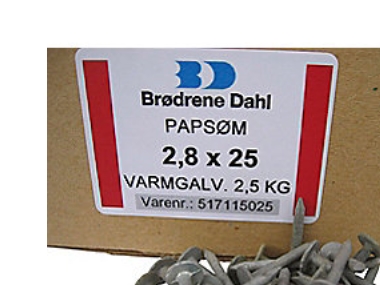 BD
Brødrene Dahl
PAPSØM
2,8 x 25
VARMGALV. 2,5 KG
Varenr.: 517115025